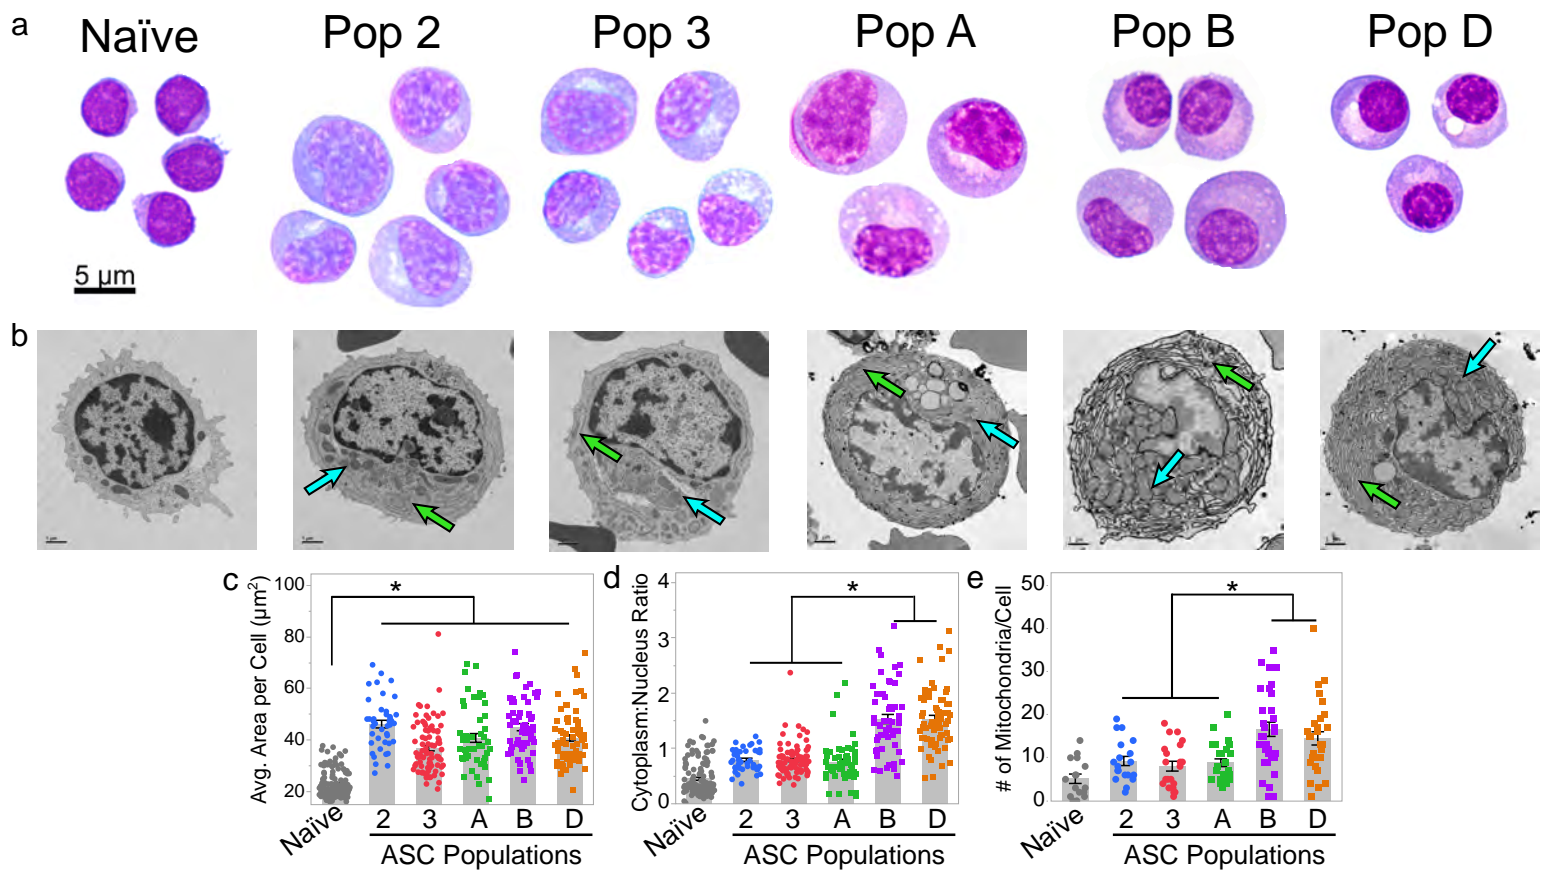 a
Naïve Pop 2 Pop 3 Pop A Pop B Pop D
5 µm
b
c
Avg. Area per Cell (µm²)
100
80
60
40
20
*
Naïve 2 3 A B D
ASC Populations
d
Cytoplasm:Nucleus Ratio
4
3
2
1
0
*
Naïve 2 3 A B D
ASC Populations
e
# of Mitochondria/Cell
50
40
30
20
10
0
*
Naïve 2 3 A B D
ASC Populations